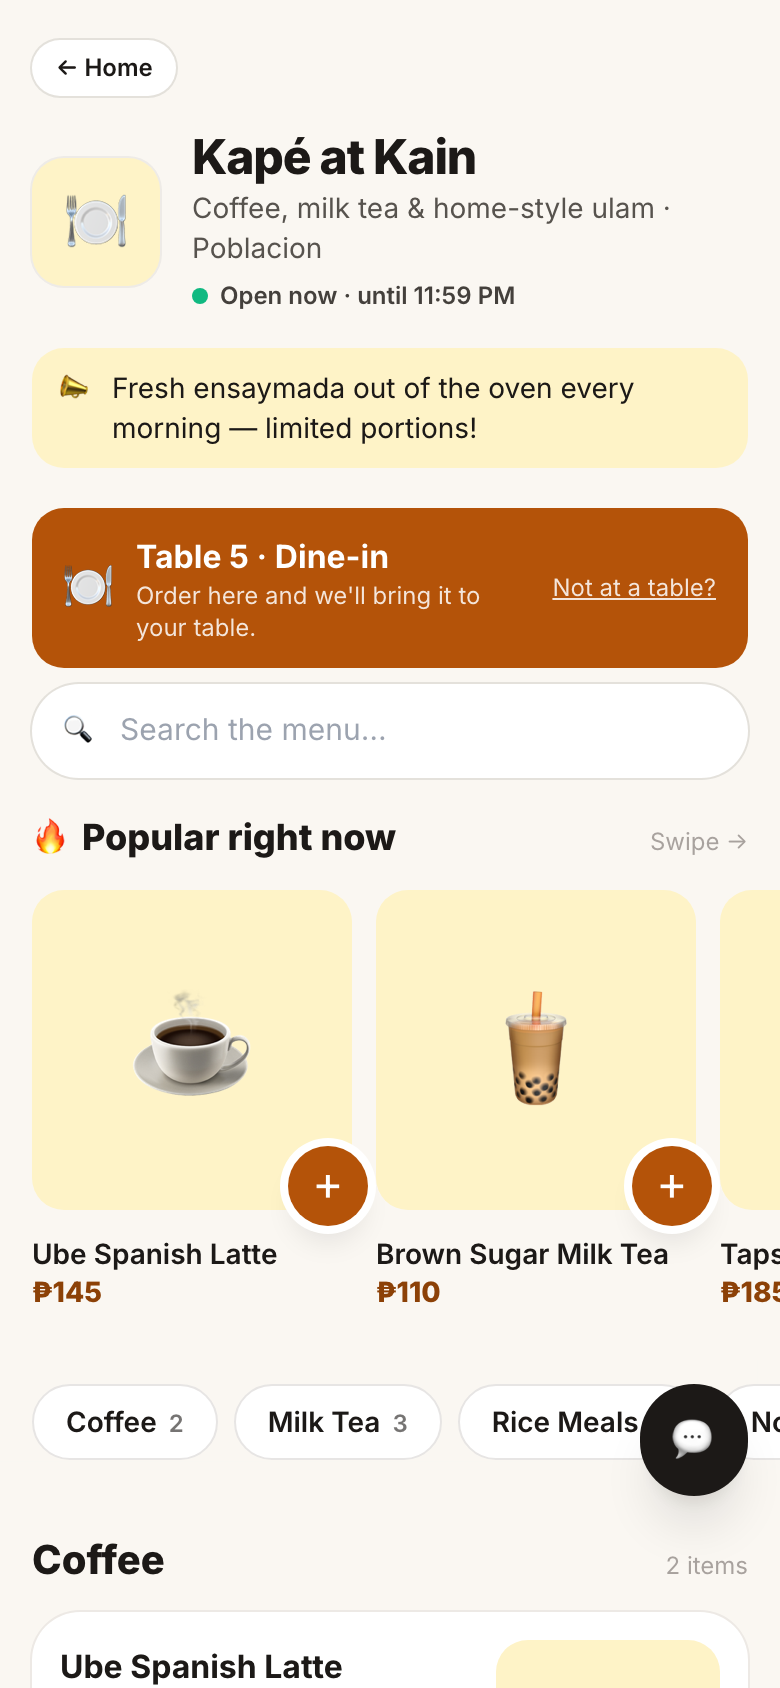 ← Home
Kapé at Kain
Coffee, milk tea & home-style ulam ·
Poblacion
Open now · until 11:59 PM
Fresh ensaymada out of the oven every
morning — limited portions!
Table 5 · Dine-in
Order here and we'll bring it to
your table.
Not at a table?
Search the menu...
Popular right now
Swipe →
Ube Spanish Latte
₱145
Brown Sugar Milk Tea
₱110
Taps
₱185
Coffee 2
Milk Tea 3
Rice Meals
No
Coffee
2 items
Ube Spanish Latte